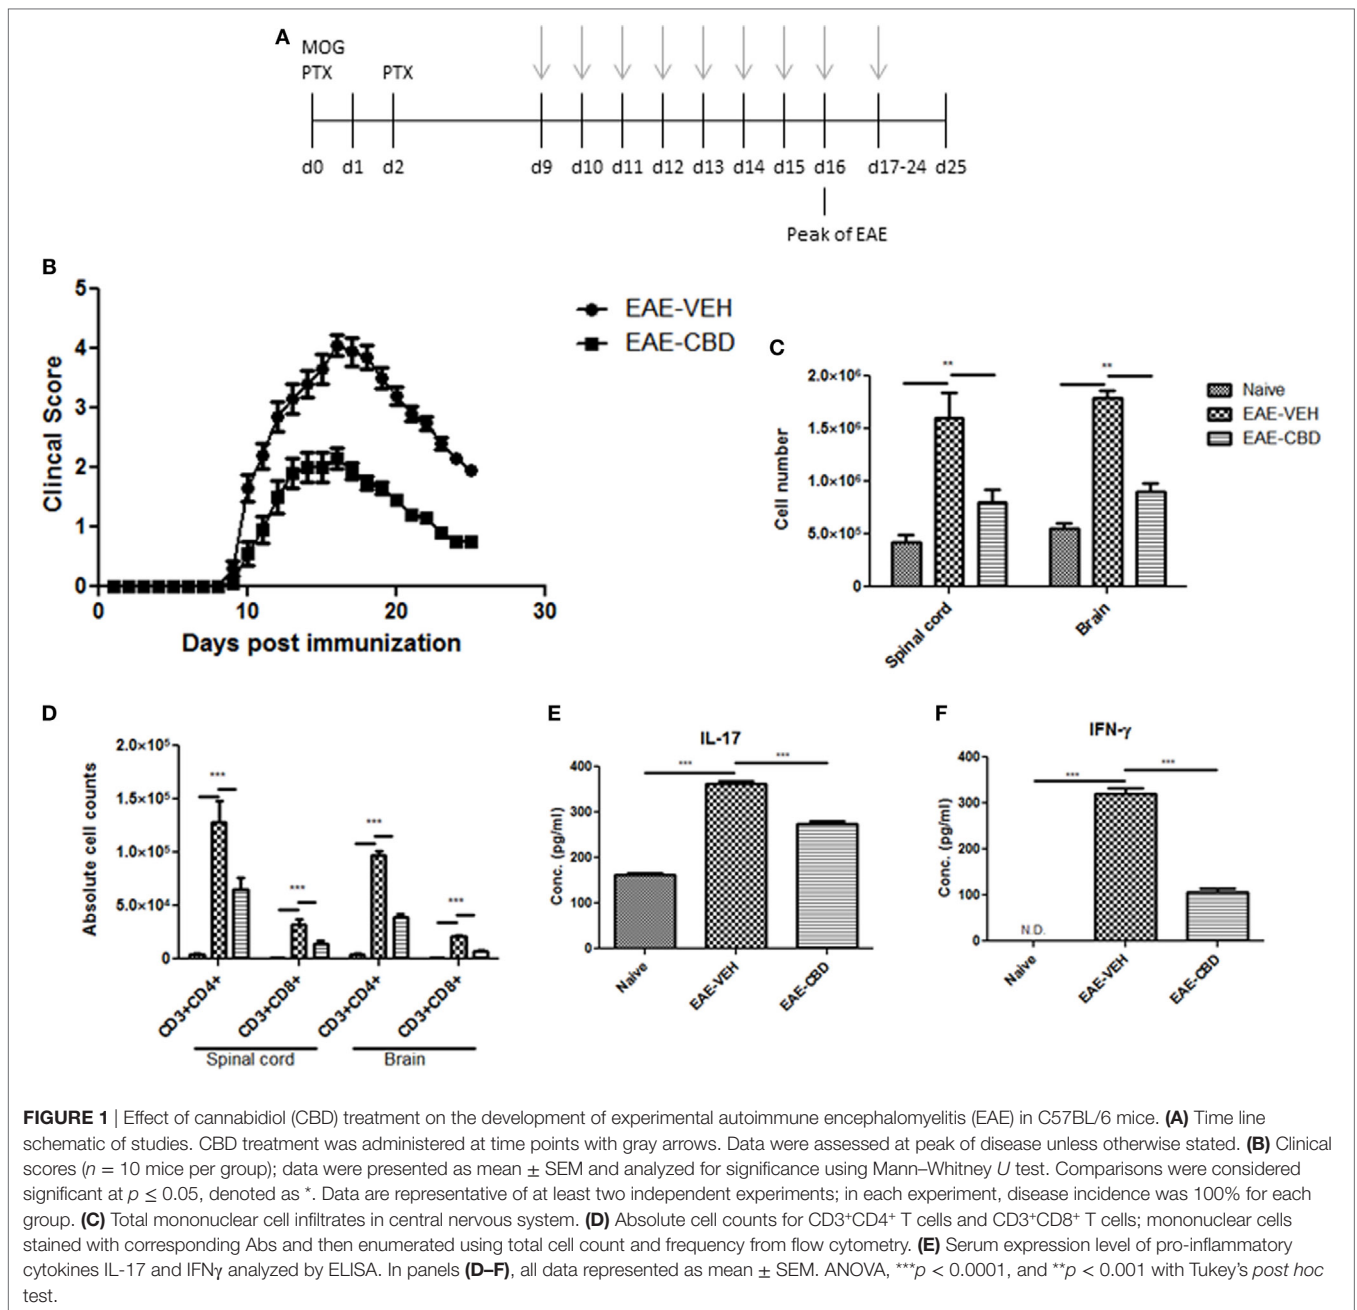 A
MOG
PTX PTX
d0 d1 d2 d9 d10 d11 d12 d13 d14 d15 d16 d17-24 d25
Peak of EAE
B
5
4
3
2
1
0
0 10 20 30
Clincal Score
Days post immunization
EAE-VEH
EAE-CBD
C
2.0×10⁶
1.5×10⁶
1.0×10⁶
5.0×10⁵
0
Cell number
** **
Spinal cord Brain
Naive
EAE-VEH
EAE-CBD
D
2.0×10⁵
1.5×10⁵
1.0×10⁵
5.0×10⁴
0
Absolute cell counts
*** *** *** ***
CD3+CD4+ CD3+CD8+ CD3+CD4+ CD3+CD8+
Spinal cord Brain
E
IL-17
400
300
200
100
0
Conc. (pg/ml)
*** ***
Naive EAE-VEH EAE-CBD
F
IFN-γ
400
300
200
100
0
Conc. (pg/ml)
*** ***
N.D.
Naive EAE-VEH EAE-CBD
FIGURE 1 | Effect of cannabidiol (CBD) treatment on the development of experimental autoimmune encephalomyelitis (EAE) in C57BL/6 mice. (A) Time line
schematic of studies. CBD treatment was administered at time points with gray arrows. Data were assessed at peak of disease unless otherwise stated. (B) Clinical
scores (n = 10 mice per group); data were presented as mean ± SEM and analyzed for significance using Mann–Whitney U test. Comparisons were considered
significant at p ≤ 0.05, denoted as *. Data are representative of at least two independent experiments; in each experiment, disease incidence was 100% for each
group. (C) Total mononuclear cell infiltrates in central nervous system. (D) Absolute cell counts for CD3⁺CD4⁺ T cells and CD3⁺CD8⁺ T cells; mononuclear cells
stained with corresponding Abs and then enumerated using total cell count and frequency from flow cytometry. (E) Serum expression level of pro-inflammatory
cytokines IL-17 and IFNγ analyzed by ELISA. In panels (D–F), all data represented as mean ± SEM. ANOVA, ***p < 0.0001, and **p < 0.001 with Tukey's post hoc
test.